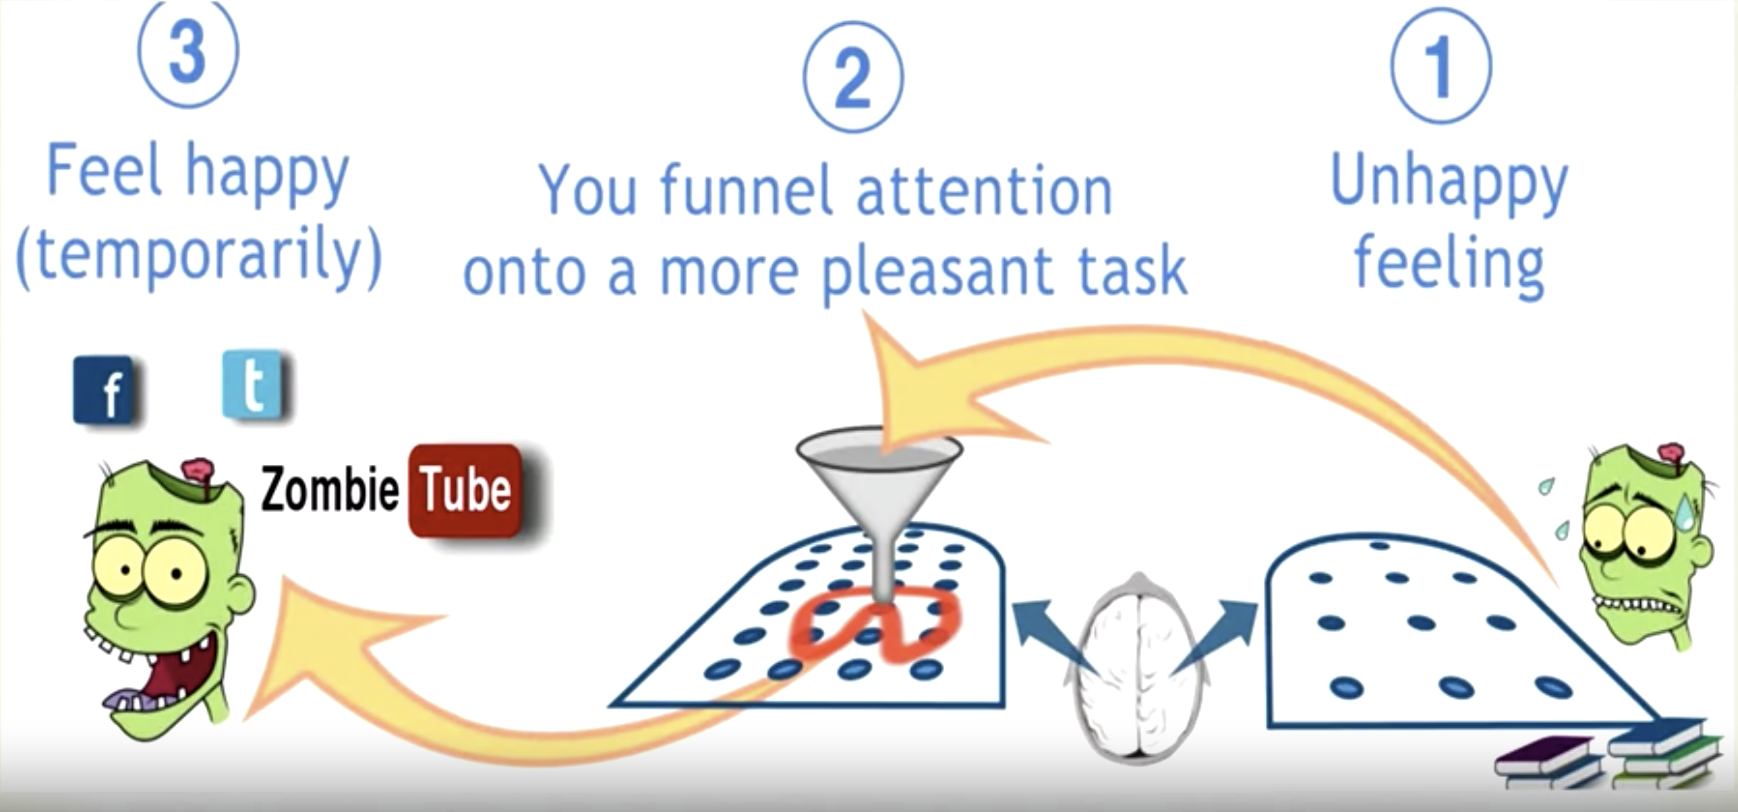 3
Feel happy
(temporarily)
2
You funnel attention
onto a more pleasant task
1
Unhappy
feeling
f
t
Zombie Tube